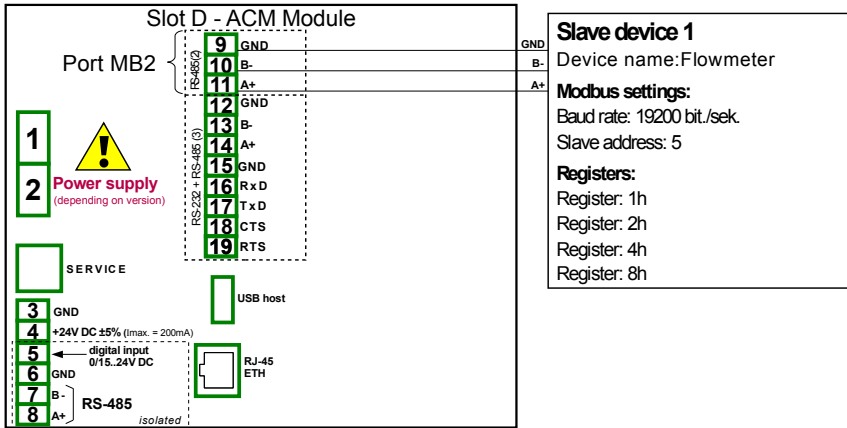 Slot D - ACM Module
Port MB2
RS-485(2)
9 GND
10 B-
11 A+
RS-232 + RS-485 (3)
12 GND
13 B-
14 A+
15 GND
16 RxD
17 TxD
18 CTS
19 RTS
1
2
Power supply
(depending on version)
SERVICE
USB host
3 GND
4 +24V DC ±5% (Imax. = 200mA)
5 digital input
0/15..24V DC
6 GND
7 B-
8 A+
RS-485
isolated
RJ-45
ETH
GND
B-
A+
Slave device 1
Device name:Flowmeter
Modbus settings:
Baud rate: 19200 bit./sek.
Slave address: 5
Registers:
Register: 1h
Register: 2h
Register: 4h
Register: 8h